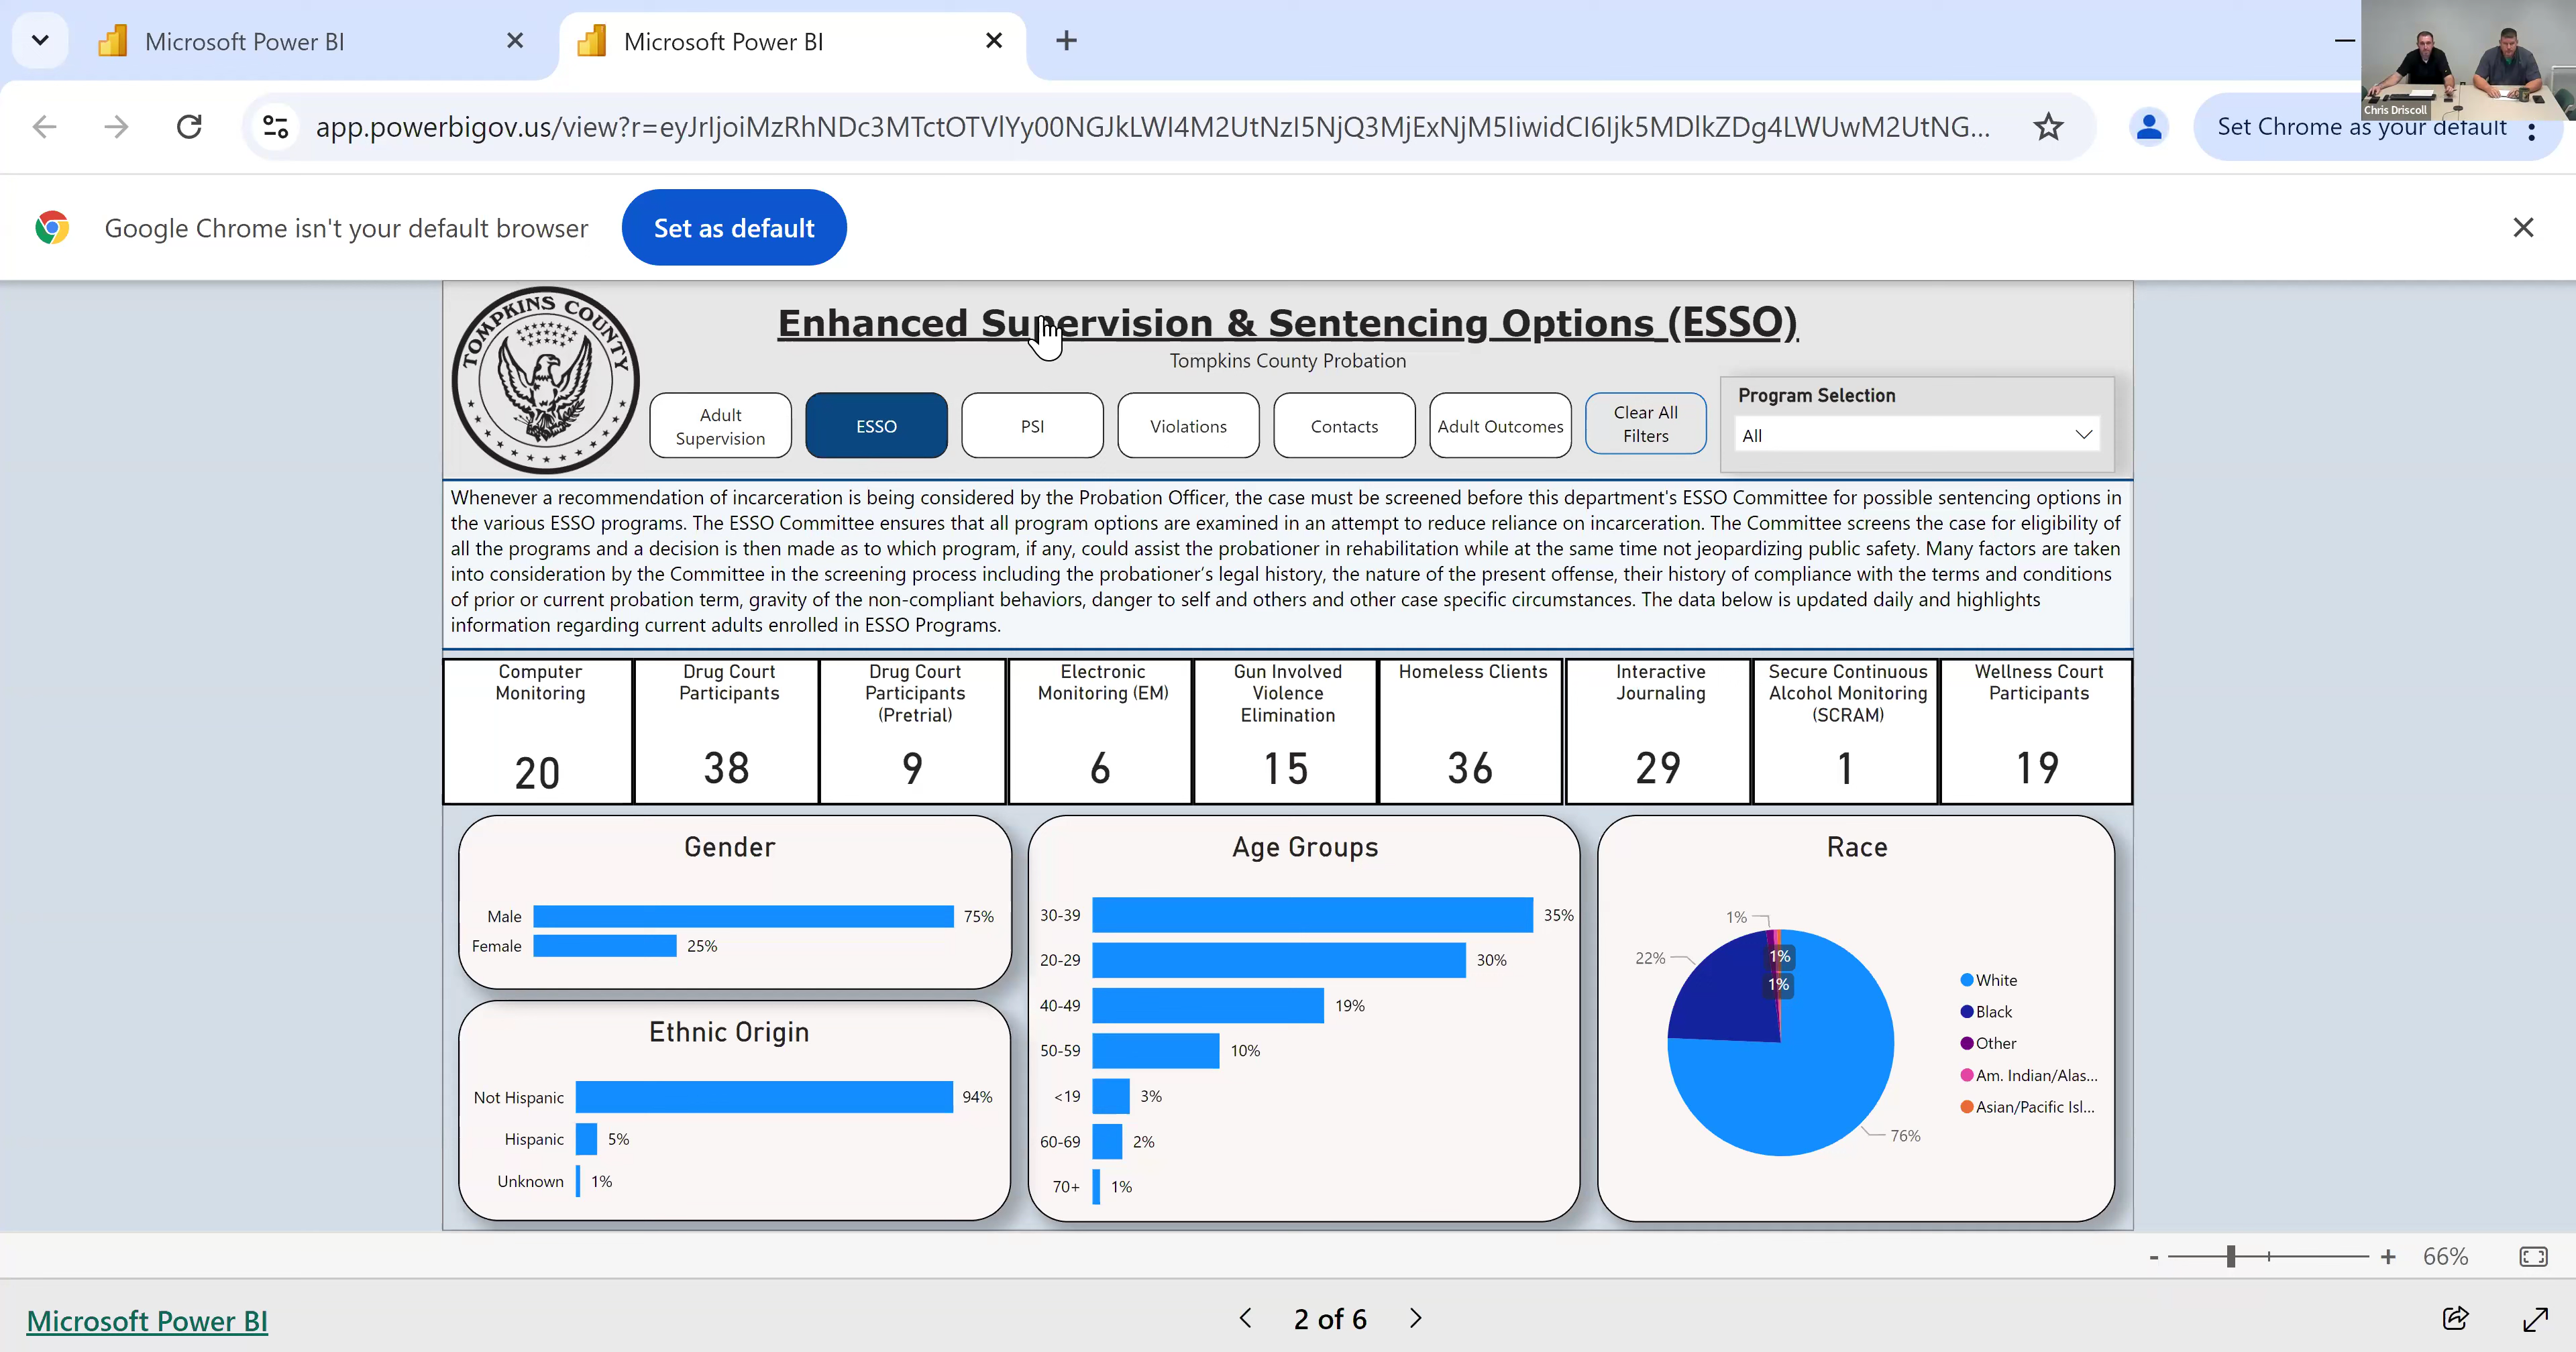 Microsoft Power BI
Microsoft Power BI
app.powerbigov.us/view?r=eyJrIjoiMzRhNDc3MTctOTVlYy00NGJkLWI4M2UtNzI5NjQ3MjExNjM5IiwidCI6Ijk5MDlkZDg4LWUwM2UtNG...
Set Chrome as your default
Chris Driscoll
Google Chrome isn't your default browser
Set as default
TOMPKINS COUNTY
Enhanced Supervision & Sentencing Options (ESSO)
Tompkins County Probation
Adult
Supervision
ESSO
PSI
Violations
Contacts
Adult Outcomes
Clear All
Filters
Program Selection
All
Whenever a recommendation of incarceration is being considered by the Probation Officer, the case must be screened before this department's ESSO Committee for possible sentencing options in
the various ESSO programs. The ESSO Committee ensures that all program options are examined in an attempt to reduce reliance on incarceration. The Committee screens the case for eligibility of
all the programs and a decision is then made as to which program, if any, could assist the probationer in rehabilitation while at the same time not jeopardizing public safety. Many factors are taken
into consideration by the Committee in the screening process including the probationer's legal history, the nature of the present offense, their history of compliance with the terms and conditions
of prior or current probation term, gravity of the non-compliant behaviors, danger to self and others and other case specific circumstances. The data below is updated daily and highlights
information regarding current adults enrolled in ESSO Programs.
Computer
Monitoring
20
Drug Court
Participants
38
Drug Court
Participants
(Pretrial)
9
Electronic
Monitoring (EM)
6
Gun Involved
Violence
Elimination
15
Homeless Clients
36
Interactive
Journaling
29
Secure Continuous
Alcohol Monitoring
(SCRAM)
1
Wellness Court
Participants
19
Gender
Male 75%
Female 25%
Ethnic Origin
Not Hispanic 94%
Hispanic 5%
Unknown 1%
Age Groups
30-39 35%
20-29 30%
40-49 19%
50-59 10%
<19 3%
60-69 2%
70+ 1%
Race
1%
1%
22%
1%
76%
White
Black
Other
Am. Indian/Alas...
Asian/Pacific Isl...
- + 66%
Microsoft Power BI
2 of 6